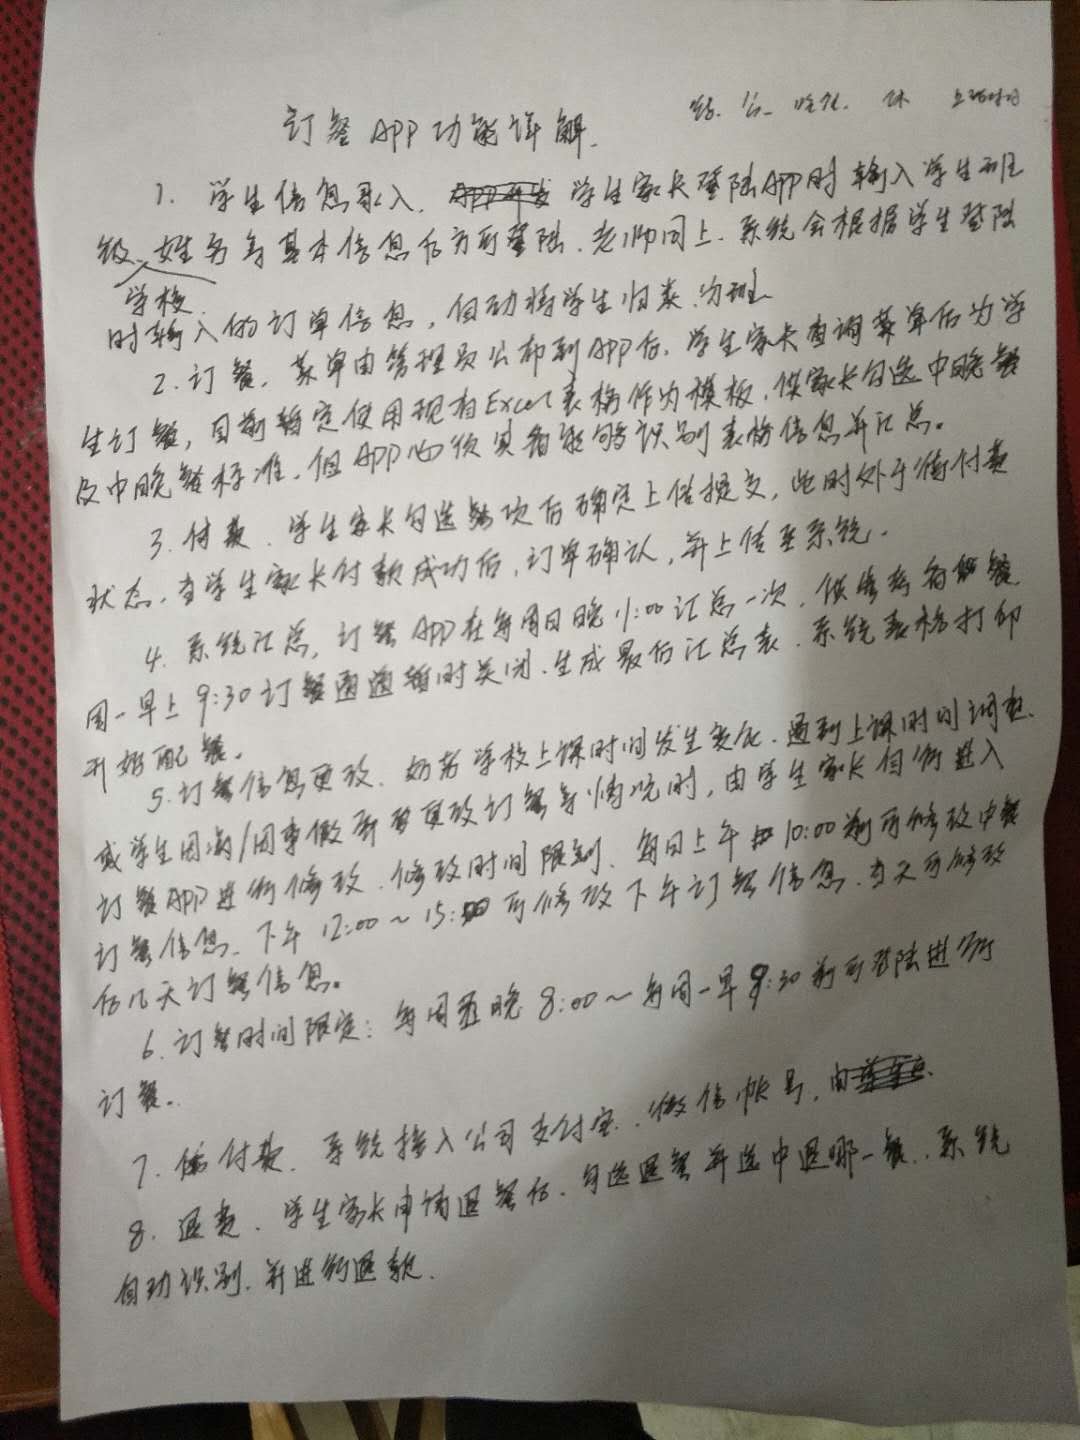 订餐APP功能详解.
1. 学生信息录入. 学生家长登陆APP时输入学生班
级、姓名等基本信息后方可登陆. 老师同上. 系统会根据学生登陆
学校
时输入的订单信息, 自动将学生归类.分班
2. 订餐. 菜单由管理员公布到APP后. 学生家长查调菜单后为学
生订餐, 目前暂定使用现有Excel表格作为模板. 供家长勾选中晚餐
及中晚餐标准. 但APP必须具备能够识别表格信息并汇总。
3. 付款. 学生家长勾选餐次后确定上传提交, 此时处于待付款
状态. 当学生家长付款成功后, 订单确认, 并上传至系统.
4. 系统汇总, 订餐APP在每周日晚11:00汇总一次.
周一早上9:30订餐通道暂时关闭. 生成最后汇总表. 系统表格打印
开始配餐。
5. 订餐信息更改. 如若学校上课时间发生变化. 遇到上课时间调整.
或学生因病/因事假需要更改订餐等情况时, 由学生家长自行进入
订餐APP进行修改. 修改时间限制. 每日上午10:00前可修改中餐
订餐信息. 下午12:00~15:00可修改下午订餐信息. 当天可修改
后几天订餐信息。
6. 订餐时间限定: 每周五晚8:00~每周一早9:30前可登陆进行
订餐。
7. 付款. 系统接入公司支付宝.微信帐号. 由
8. 退费. 学生家长申请退餐后. 勾选退餐并选中退哪一餐.. 系统
自动识别. 并进行退款.